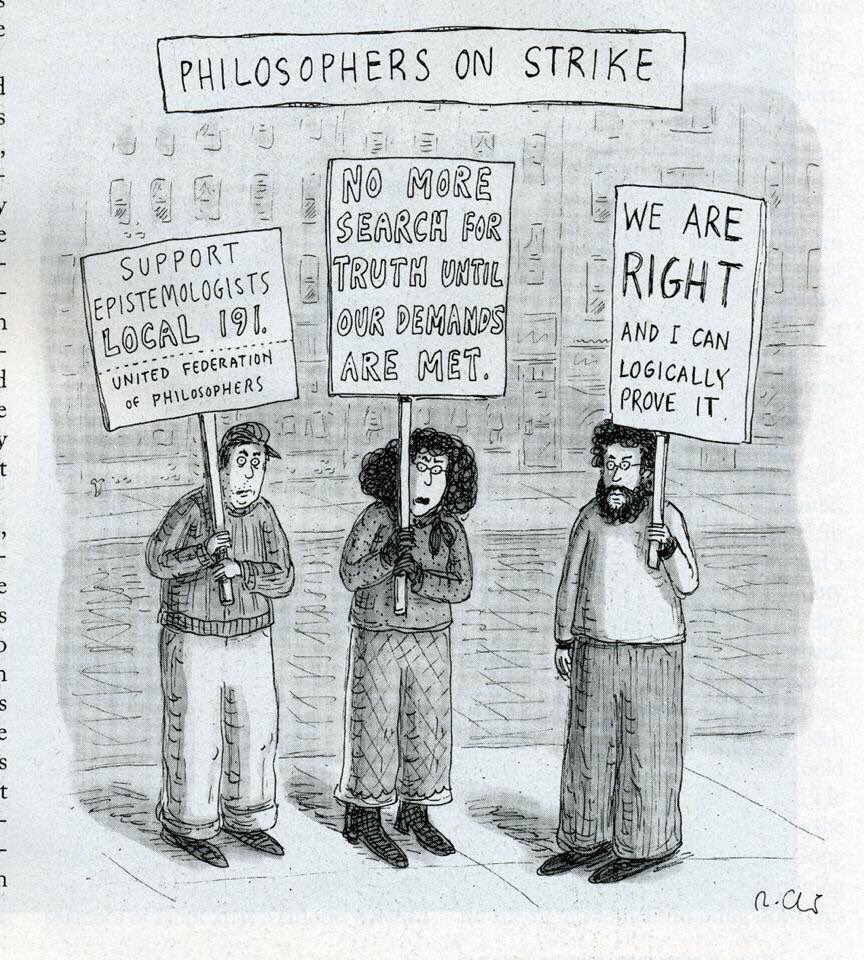 PHILOSOPHERS ON STRIKE
SUPPORT
EPISTEMOLOGISTS
LOCAL 191.
UNITED FEDERATION
OF PHILOSOPHERS
NO MORE
SEARCH FOR
TRUTH UNTIL
OUR DEMANDS
ARE MET.
WE ARE
RIGHT
AND I CAN
LOGICALLY
PROVE IT.